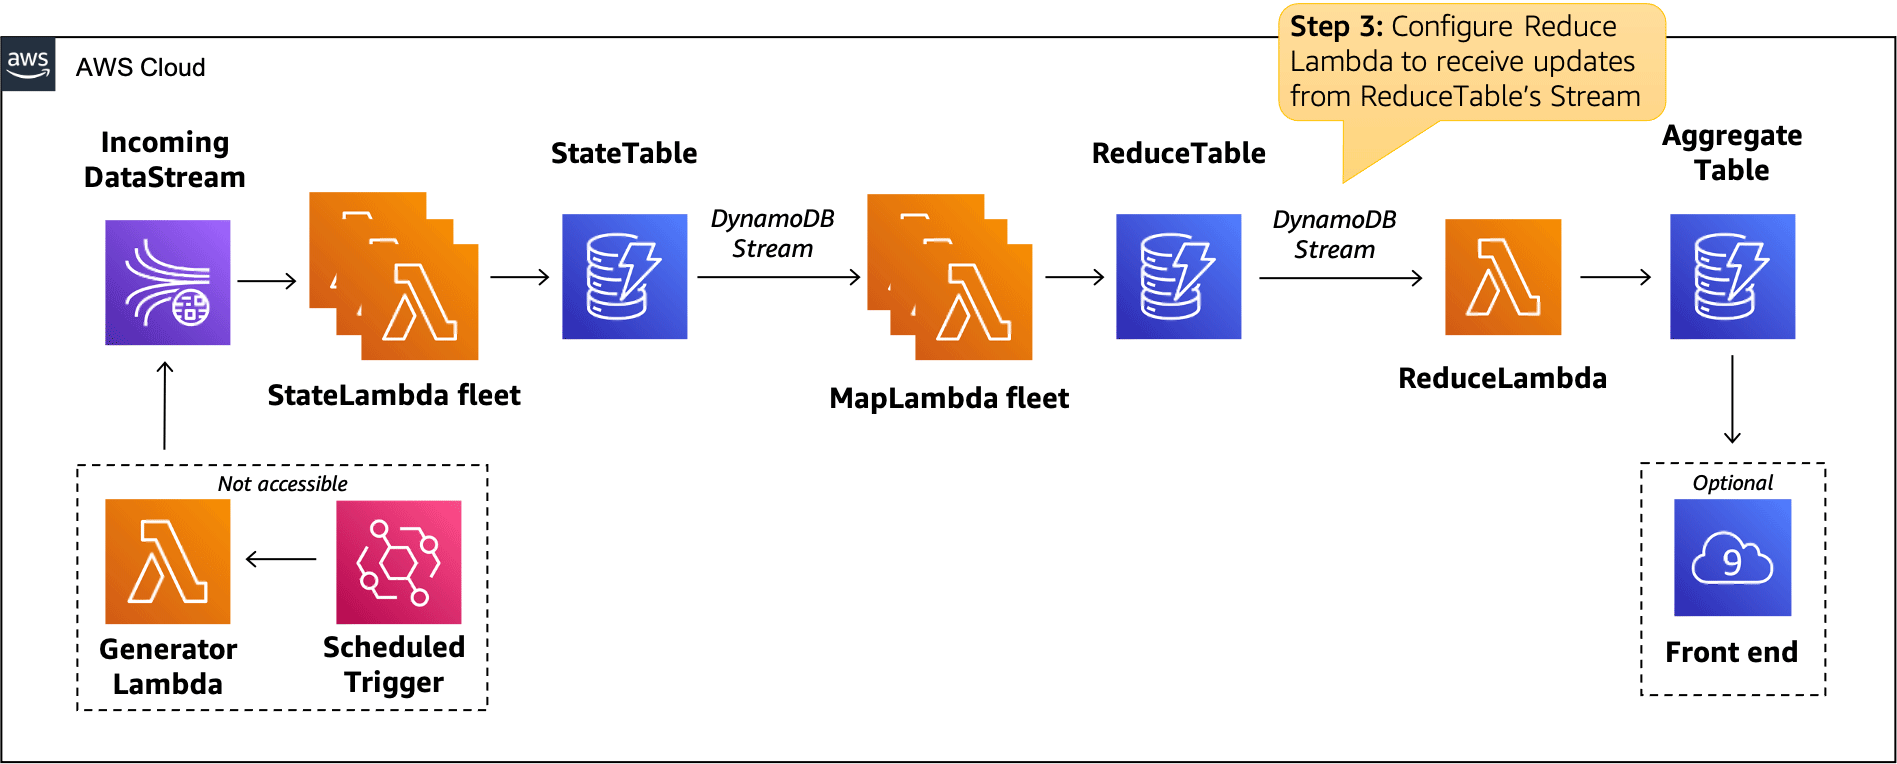 Step 3: Configure Reduce
Lambda to receive updates
from ReduceTable's Stream
aws
AWS Cloud
Incoming
DataStream
StateTable
ReduceTable
Aggregate
Table
DynamoDB
Stream
DynamoDB
Stream
StateLambda fleet
MapLambda fleet
ReduceLambda
Not accessible
Optional
9
Generator
Lambda
Scheduled
Trigger
Front end